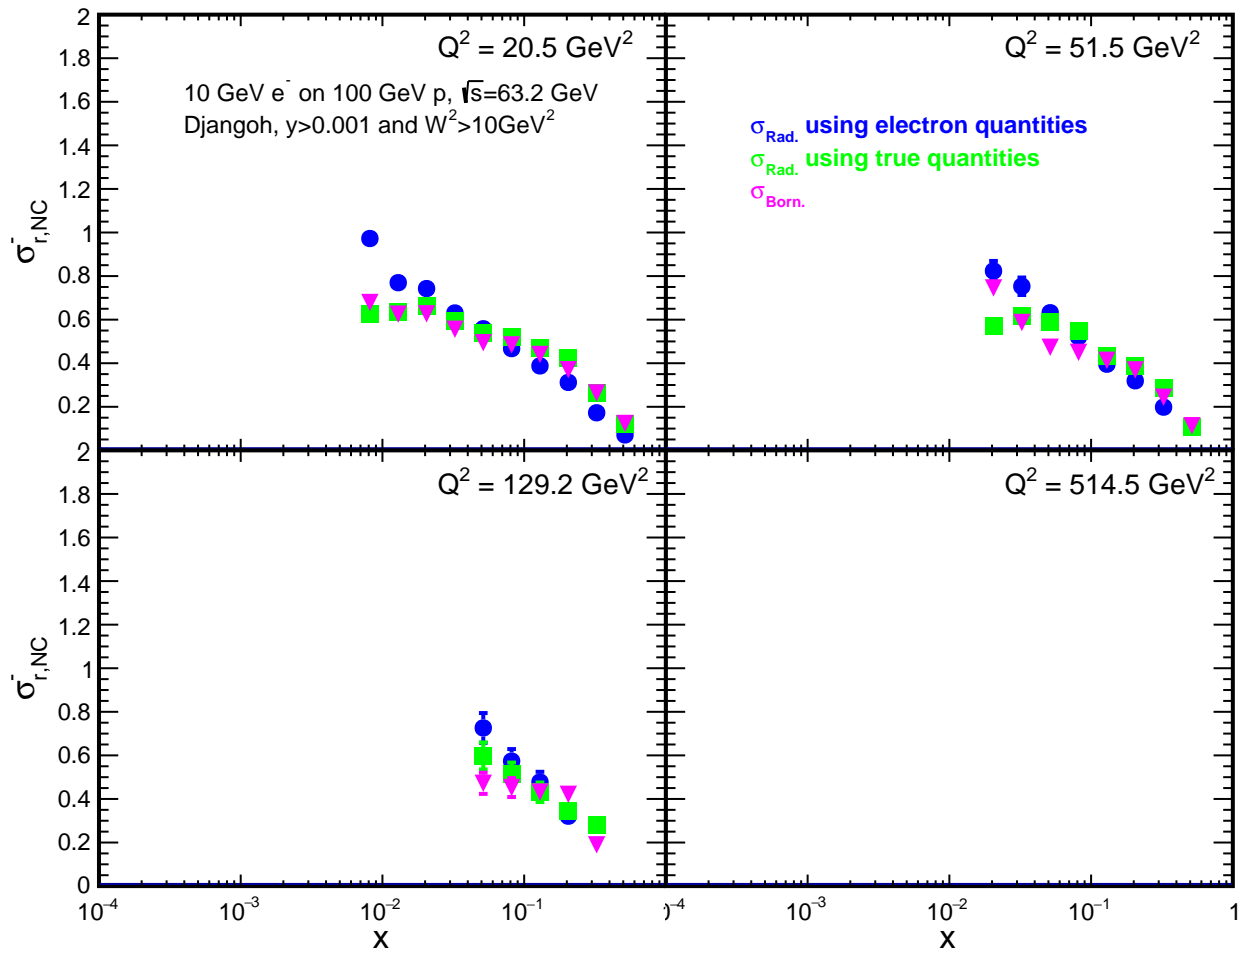 Q² = 20.5 GeV²
10 GeV e⁻ on 100 GeV p, √s=63.2 GeV
Djangoh, y>0.001 and W²>10GeV²
σ⁻r,NC
2
1.8
1.6
1.4
1.2
1
0.8
0.6
0.4
0.2
Q² = 51.5 GeV²
σRad. using electron quantities
σRad. using true quantities
σBorn.
Q² = 129.2 GeV²
σ⁻r,NC
2
1.8
1.6
1.4
1.2
1
0.8
0.6
0.4
0.2
0
10⁻⁴ 10⁻³ 10⁻² 10⁻¹
x
Q² = 514.5 GeV²
0⁻⁴ 10⁻³ 10⁻² 10⁻¹ 1
x